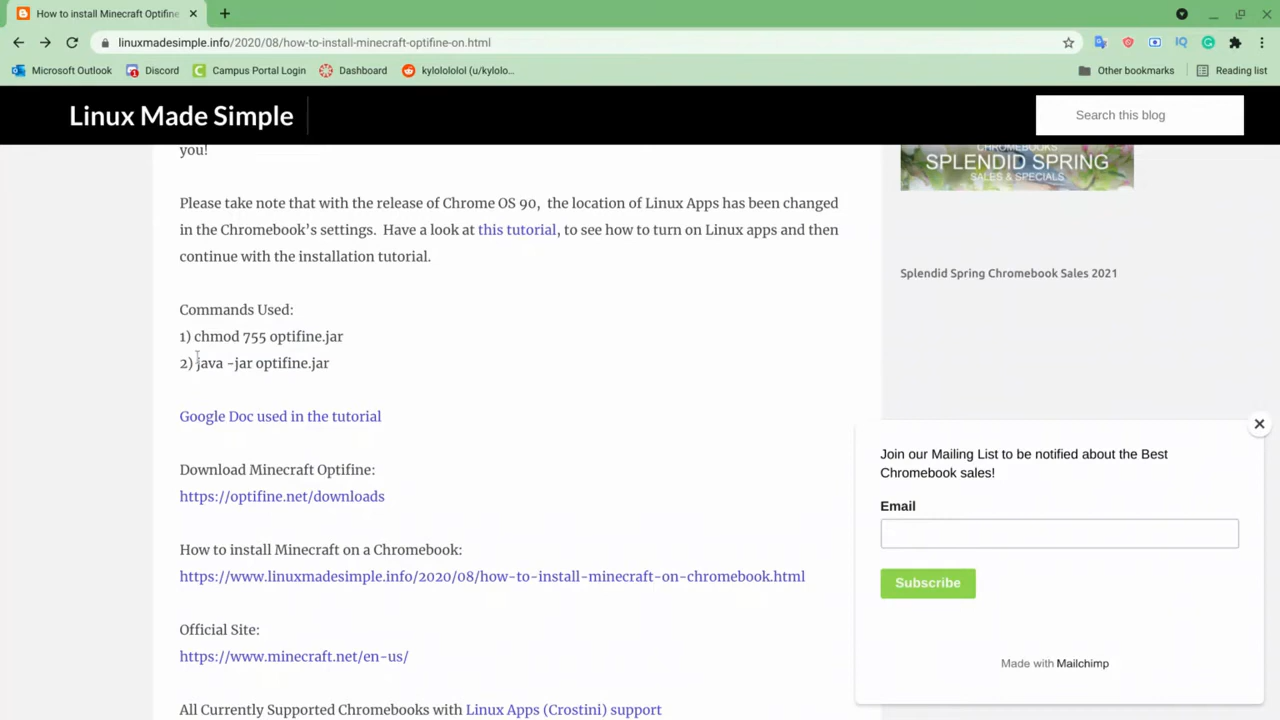 How to install Minecraft Optifine
linuxmadesimple.info/2020/08/how-to-install-minecraft-optifine-on.html
Microsoft Outlook Discord Campus Portal Login Dashboard kylolololol (u/kylolo... Other bookmarks Reading list
Linux Made Simple
Search this blog
you!
Please take note that with the release of Chrome OS 90, the location of Linux Apps has been changed
in the Chromebook's settings. Have a look at this tutorial, to see how to turn on Linux apps and then
continue with the installation tutorial.
Commands Used:
1) chmod 755 optifine.jar
2) java -jar optifine.jar
Google Doc used in the tutorial
Download Minecraft Optifine:
https://optifine.net/downloads
How to install Minecraft on a Chromebook:
https://www.linuxmadesimple.info/2020/08/how-to-install-minecraft-on-chromebook.html
Official Site:
https://www.minecraft.net/en-us/
All Currently Supported Chromebooks with Linux Apps (Crostini) support
CHROMEBOOKS
SPLENDID SPRING
SALES & SPECIALS
Splendid Spring Chromebook Sales 2021
Join our Mailing List to be notified about the Best
Chromebook sales!
Email
Subscribe
Made with Mailchimp